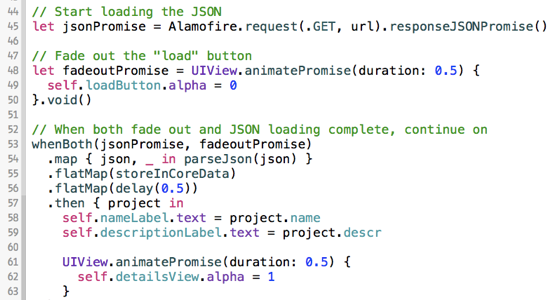 44 // Start loading the JSON
45 let jsonPromise = Alamofire.request(.GET, url).responseJSONPromise()
46
47 // Fade out the "load" button
48 let fadeoutPromise = UIView.animatePromise(duration: 0.5) {
49   self.loadButton.alpha = 0
50 }.void()
51
52 // When both fade out and JSON loading complete, continue on
53 whenBoth(jsonPromise, fadeoutPromise)
54   .map { json, _ in parseJson(json) }
55   .flatMap(storeInCoreData)
56   .flatMap(delay(0.5))
57   .then { project in
58     self.nameLabel.text = project.name
59     self.descriptionLabel.text = project.descr
60
61     UIView.animatePromise(duration: 0.5) {
62       self.detailsView.alpha = 1
63     }